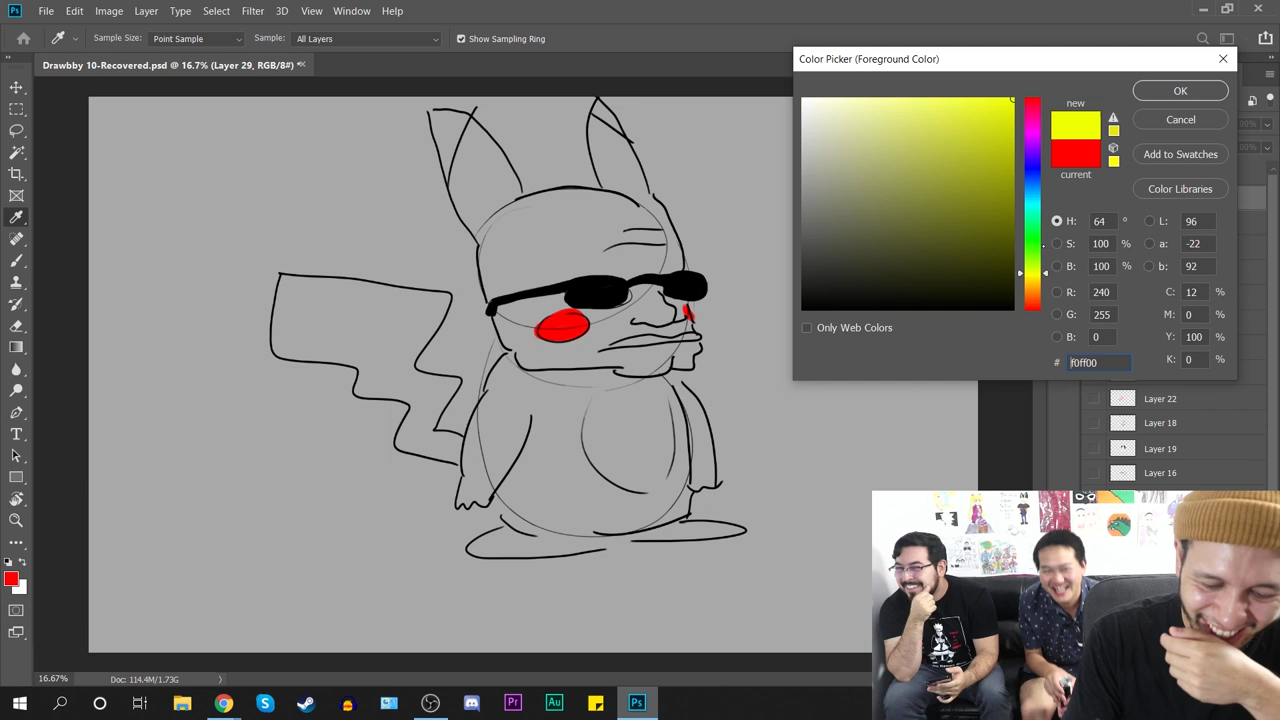 Ps File Edit Image Layer Type Select Filter 3D View Window Help
Sample Size: Point Sample Sample: All Layers Show Sampling Ring
Drawbby 10-Recovered.psd @ 16.7% (Layer 29, RGB/8#) *
Color Picker (Foreground Color)
new
current
OK
Cancel
Add to Swatches
Color Libraries
H: 64 °
S: 100 %
B: 100 %
R: 240
G: 255
B: 0
# f0ff00
L: 96
a: -22
b: 92
C: 12 %
M: 0 %
Y: 100 %
K: 0 %
Only Web Colors
Layer 22
Layer 18
Layer 19
Layer 16
16.67% Doc: 114.4M/1.73G
Pr Au Ps